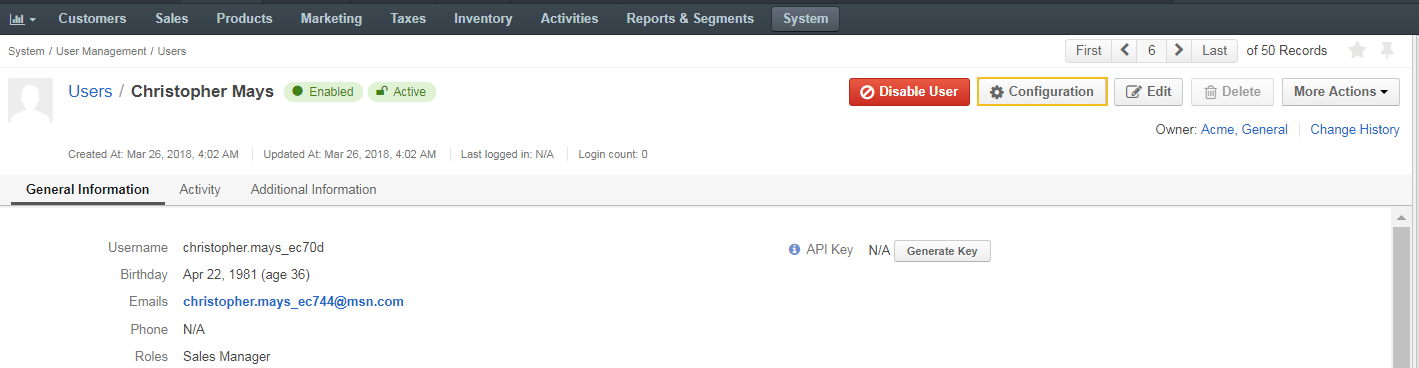 Customers Sales Products Marketing Taxes Inventory Activities Reports & Segments System
System / User Management / Users First 6 Last of 50 Records
Users / Christopher Mays Enabled Active Disable User Configuration Edit Delete More Actions
Owner: Acme, General Change History
Created At: Mar 26, 2018, 4:02 AM Updated At: Mar 26, 2018, 4:02 AM Last logged in: N/A Login count: 0
General Information Activity Additional Information
Username christopher.mays_ec70d API Key N/A Generate Key
Birthday Apr 22, 1981 (age 36)
Emails christopher.mays_ec744@msn.com
Phone N/A
Roles Sales Manager